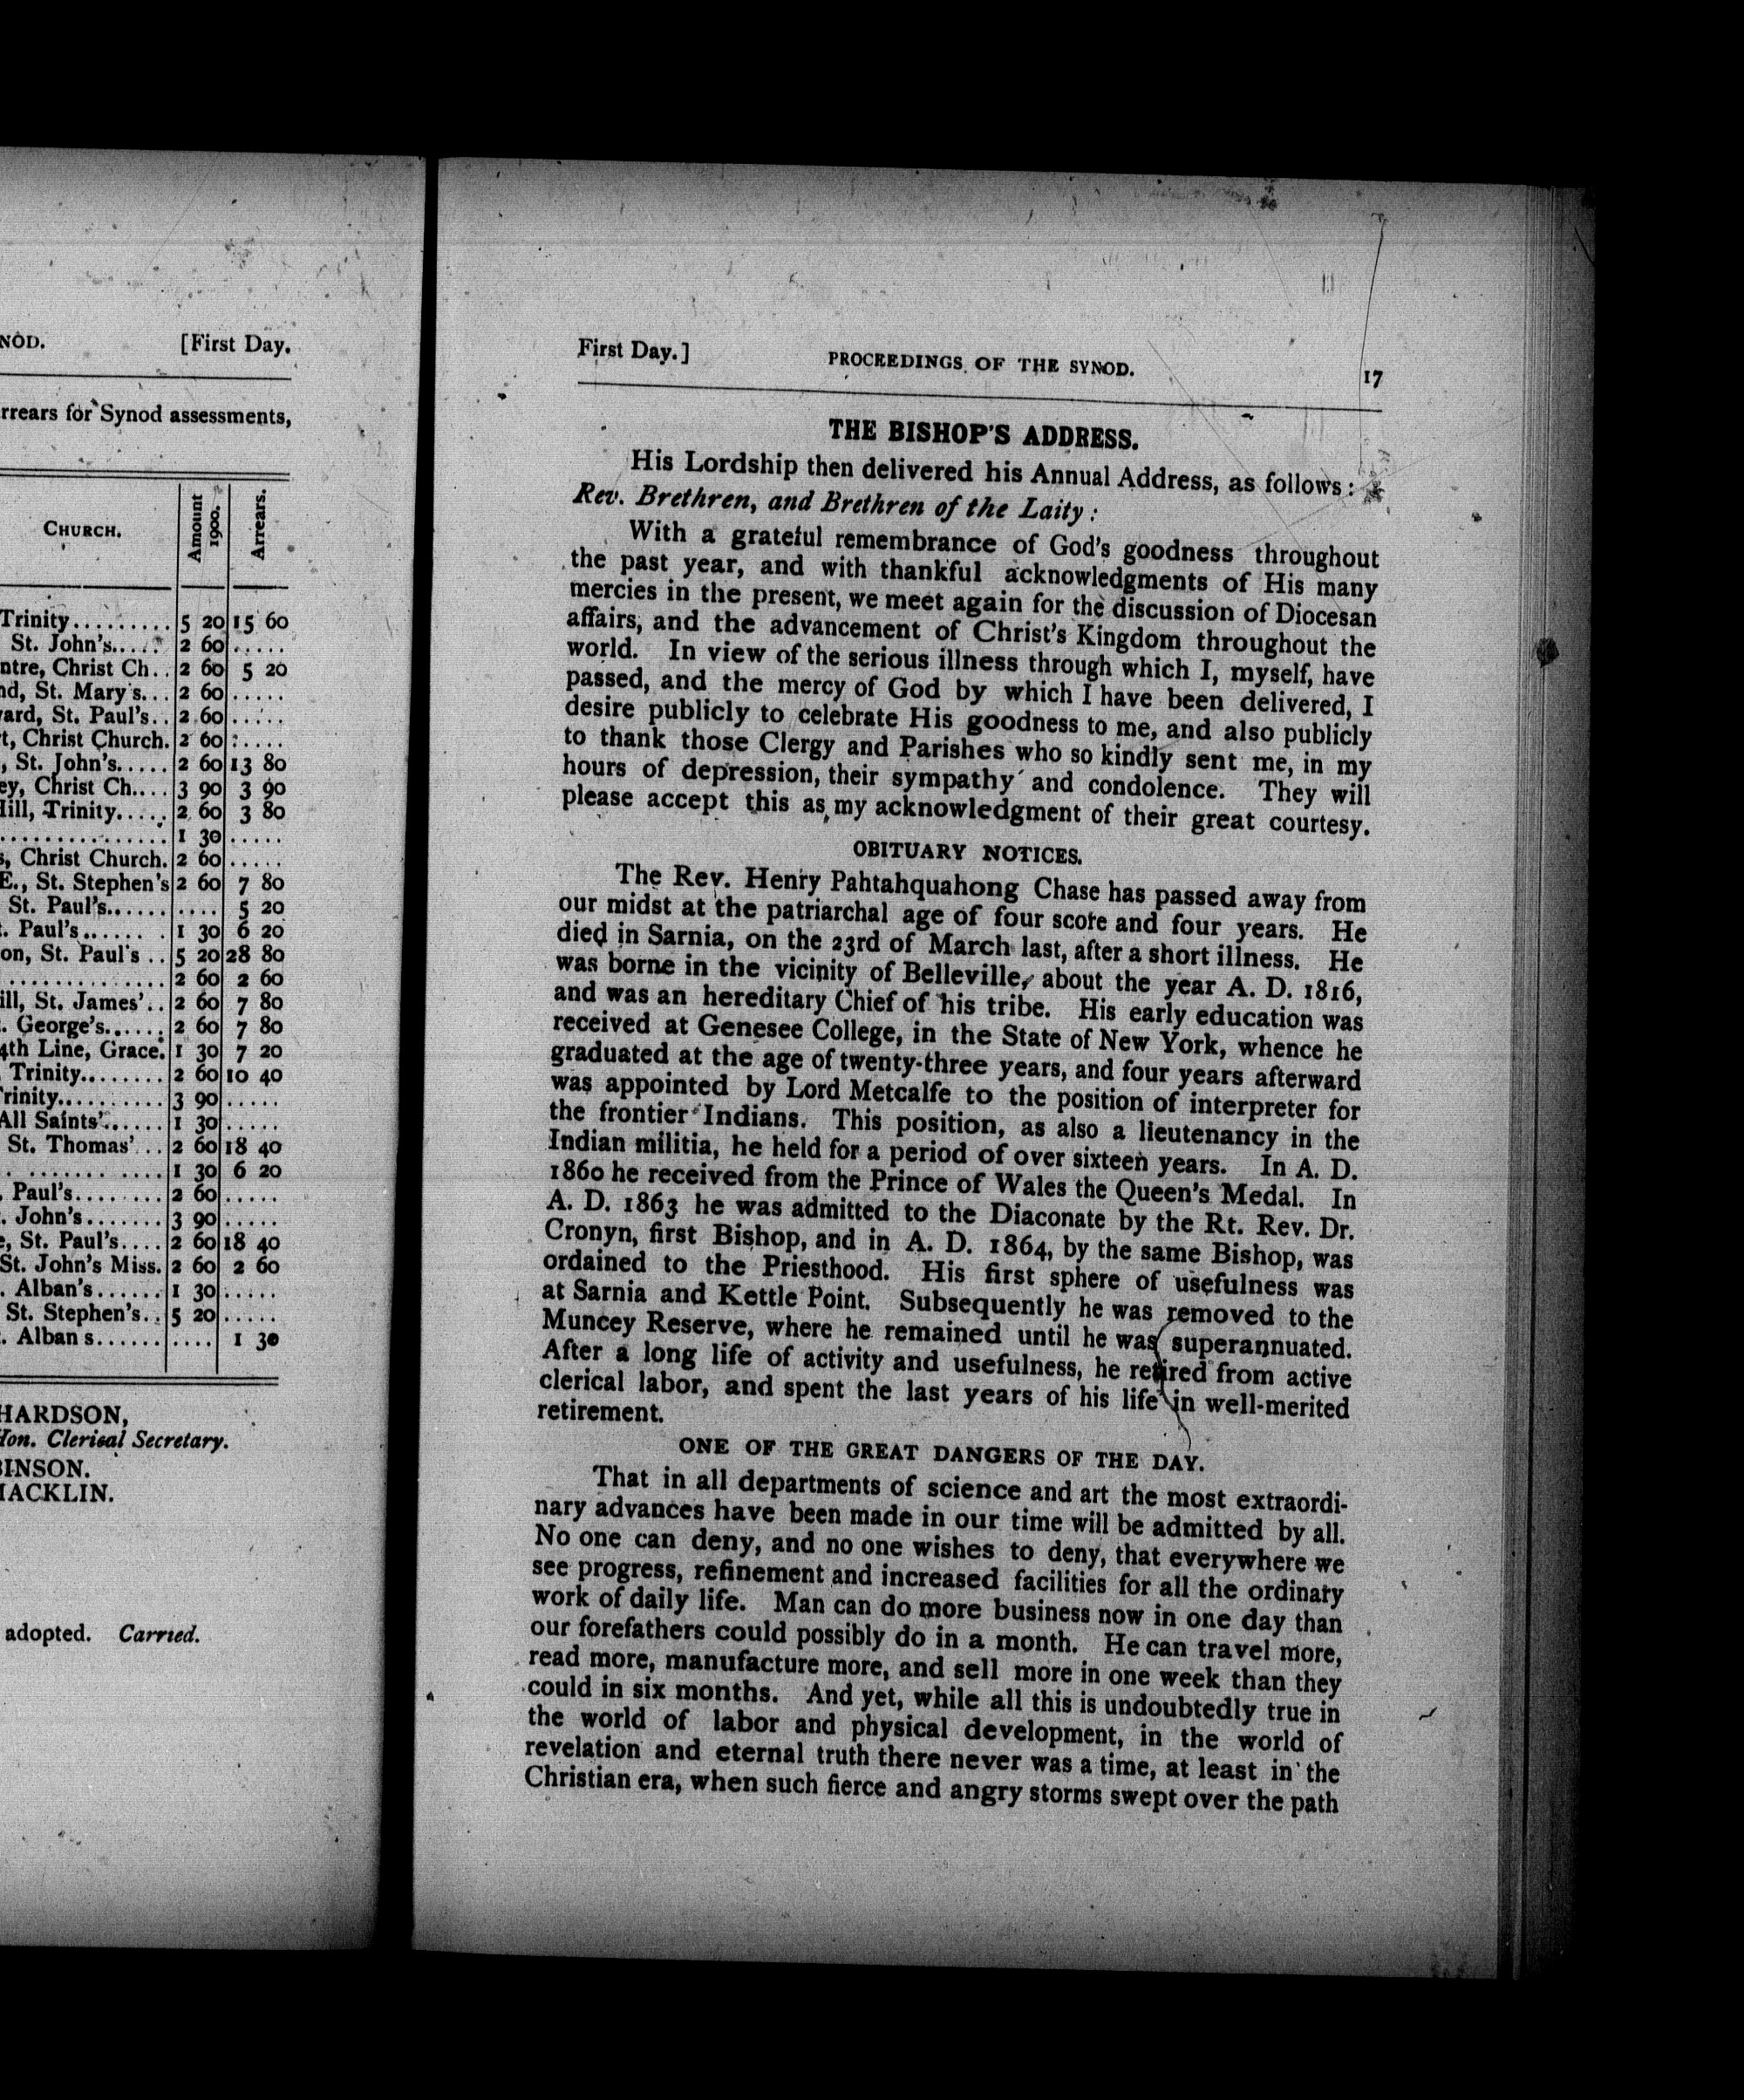 NOD. [First Day.
rrears for Synod assessments,
CHURCH. Amount 1900. Arrears.
Trinity......... 5 20 15 60
St. John's..... 2 60 .....
ntre, Christ Ch.. 2 60 5 20
nd, St. Mary's... 2 60 .....
ard, St. Paul's.. 2 60 .....
t, Christ Church. 2 60 .....
, St. John's..... 2 60 13 80
ey, Christ Ch.... 3 90 3 90
Hill, Trinity..... 2 60 3 80
............... 1 30 .....
s, Christ Church. 2 60 .....
E., St. Stephen's 2 60 7 80
St. Paul's...... .... 5 20
. Paul's...... . 1 30 6 20
on, St. Paul's .. 5 20 28 80
............... 2 60 2 60
ill, St. James'.. 2 60 7 80
. George's...... 2 60 7 80
4th Line, Grace. 1 30 7 20
Trinity........ 2 60 10 40
Trinity.......... 3 90 .....
All Saints'...... 1 30 .....
St. Thomas'... 2 60 18 40
. ............ 1 30 6 20
. Paul's........ 2 60 .....
. John's....... 3 90 .....
e, St. Paul's.... 2 60 18 40
St. John's Miss. 2 60 2 60
. Alban's...... 1 30 .....
St. Stephen's.. 5 20 .....
. Alban s...... .... 1 30
HARDSON,
Hon. Clerical Secretary.
BINSON.
MACKLIN.
adopted. Carried.
First Day.] PROCEEDINGS OF THE SYNOD. 17
THE BISHOP'S ADDRESS.
His Lordship then delivered his Annual Address, as follows:
Rev. Brethren, and Brethren of the Laity:
With a grateful remembrance of God's goodness throughout
the past year, and with thankful acknowledgments of His many
mercies in the present, we meet again for the discussion of Diocesan
affairs, and the advancement of Christ's Kingdom throughout the
world. In view of the serious illness through which I, myself, have
passed, and the mercy of God by which I have been delivered, I
desire publicly to celebrate His goodness to me, and also publicly
to thank those Clergy and Parishes who so kindly sent me, in my
hours of depression, their sympathy and condolence. They will
please accept this as my acknowledgment of their great courtesy.
OBITUARY NOTICES.
The Rev. Henry Pahtahquahong Chase has passed away from
our midst at the patriarchal age of four score and four years. He
died in Sarnia, on the 23rd of March last, after a short illness. He
was borne in the vicinity of Belleville, about the year A. D. 1816,
and was an hereditary Chief of his tribe. His early education was
received at Genesee College, in the State of New York, whence he
graduated at the age of twenty-three years, and four years afterward
was appointed by Lord Metcalfe to the position of interpreter for
the frontier Indians. This position, as also a lieutenancy in the
Indian militia, he held for a period of over sixteen years. In A. D.
1860 he received from the Prince of Wales the Queen's Medal. In
A. D. 1863 he was admitted to the Diaconate by the Rt. Rev. Dr.
Cronyn, first Bishop, and in A. D. 1864, by the same Bishop, was
ordained to the Priesthood. His first sphere of usefulness was
at Sarnia and Kettle Point. Subsequently he was removed to the
Muncey Reserve, where he remained until he was superannuated.
After a long life of activity and usefulness, he retired from active
clerical labor, and spent the last years of his life in well-merited
retirement.
ONE OF THE GREAT DANGERS OF THE DAY.
That in all departments of science and art the most extraordi-
nary advances have been made in our time will be admitted by all.
No one can deny, and no one wishes to deny, that everywhere we
see progress, refinement and increased facilities for all the ordinary
work of daily life. Man can do more business now in one day than
our forefathers could possibly do in a month. He can travel more,
read more, manufacture more, and sell more in one week than they
could in six months. And yet, while all this is undoubtedly true in
the world of labor and physical development, in the world of
revelation and eternal truth there never was a time, at least in the
Christian era, when such fierce and angry storms swept over the path